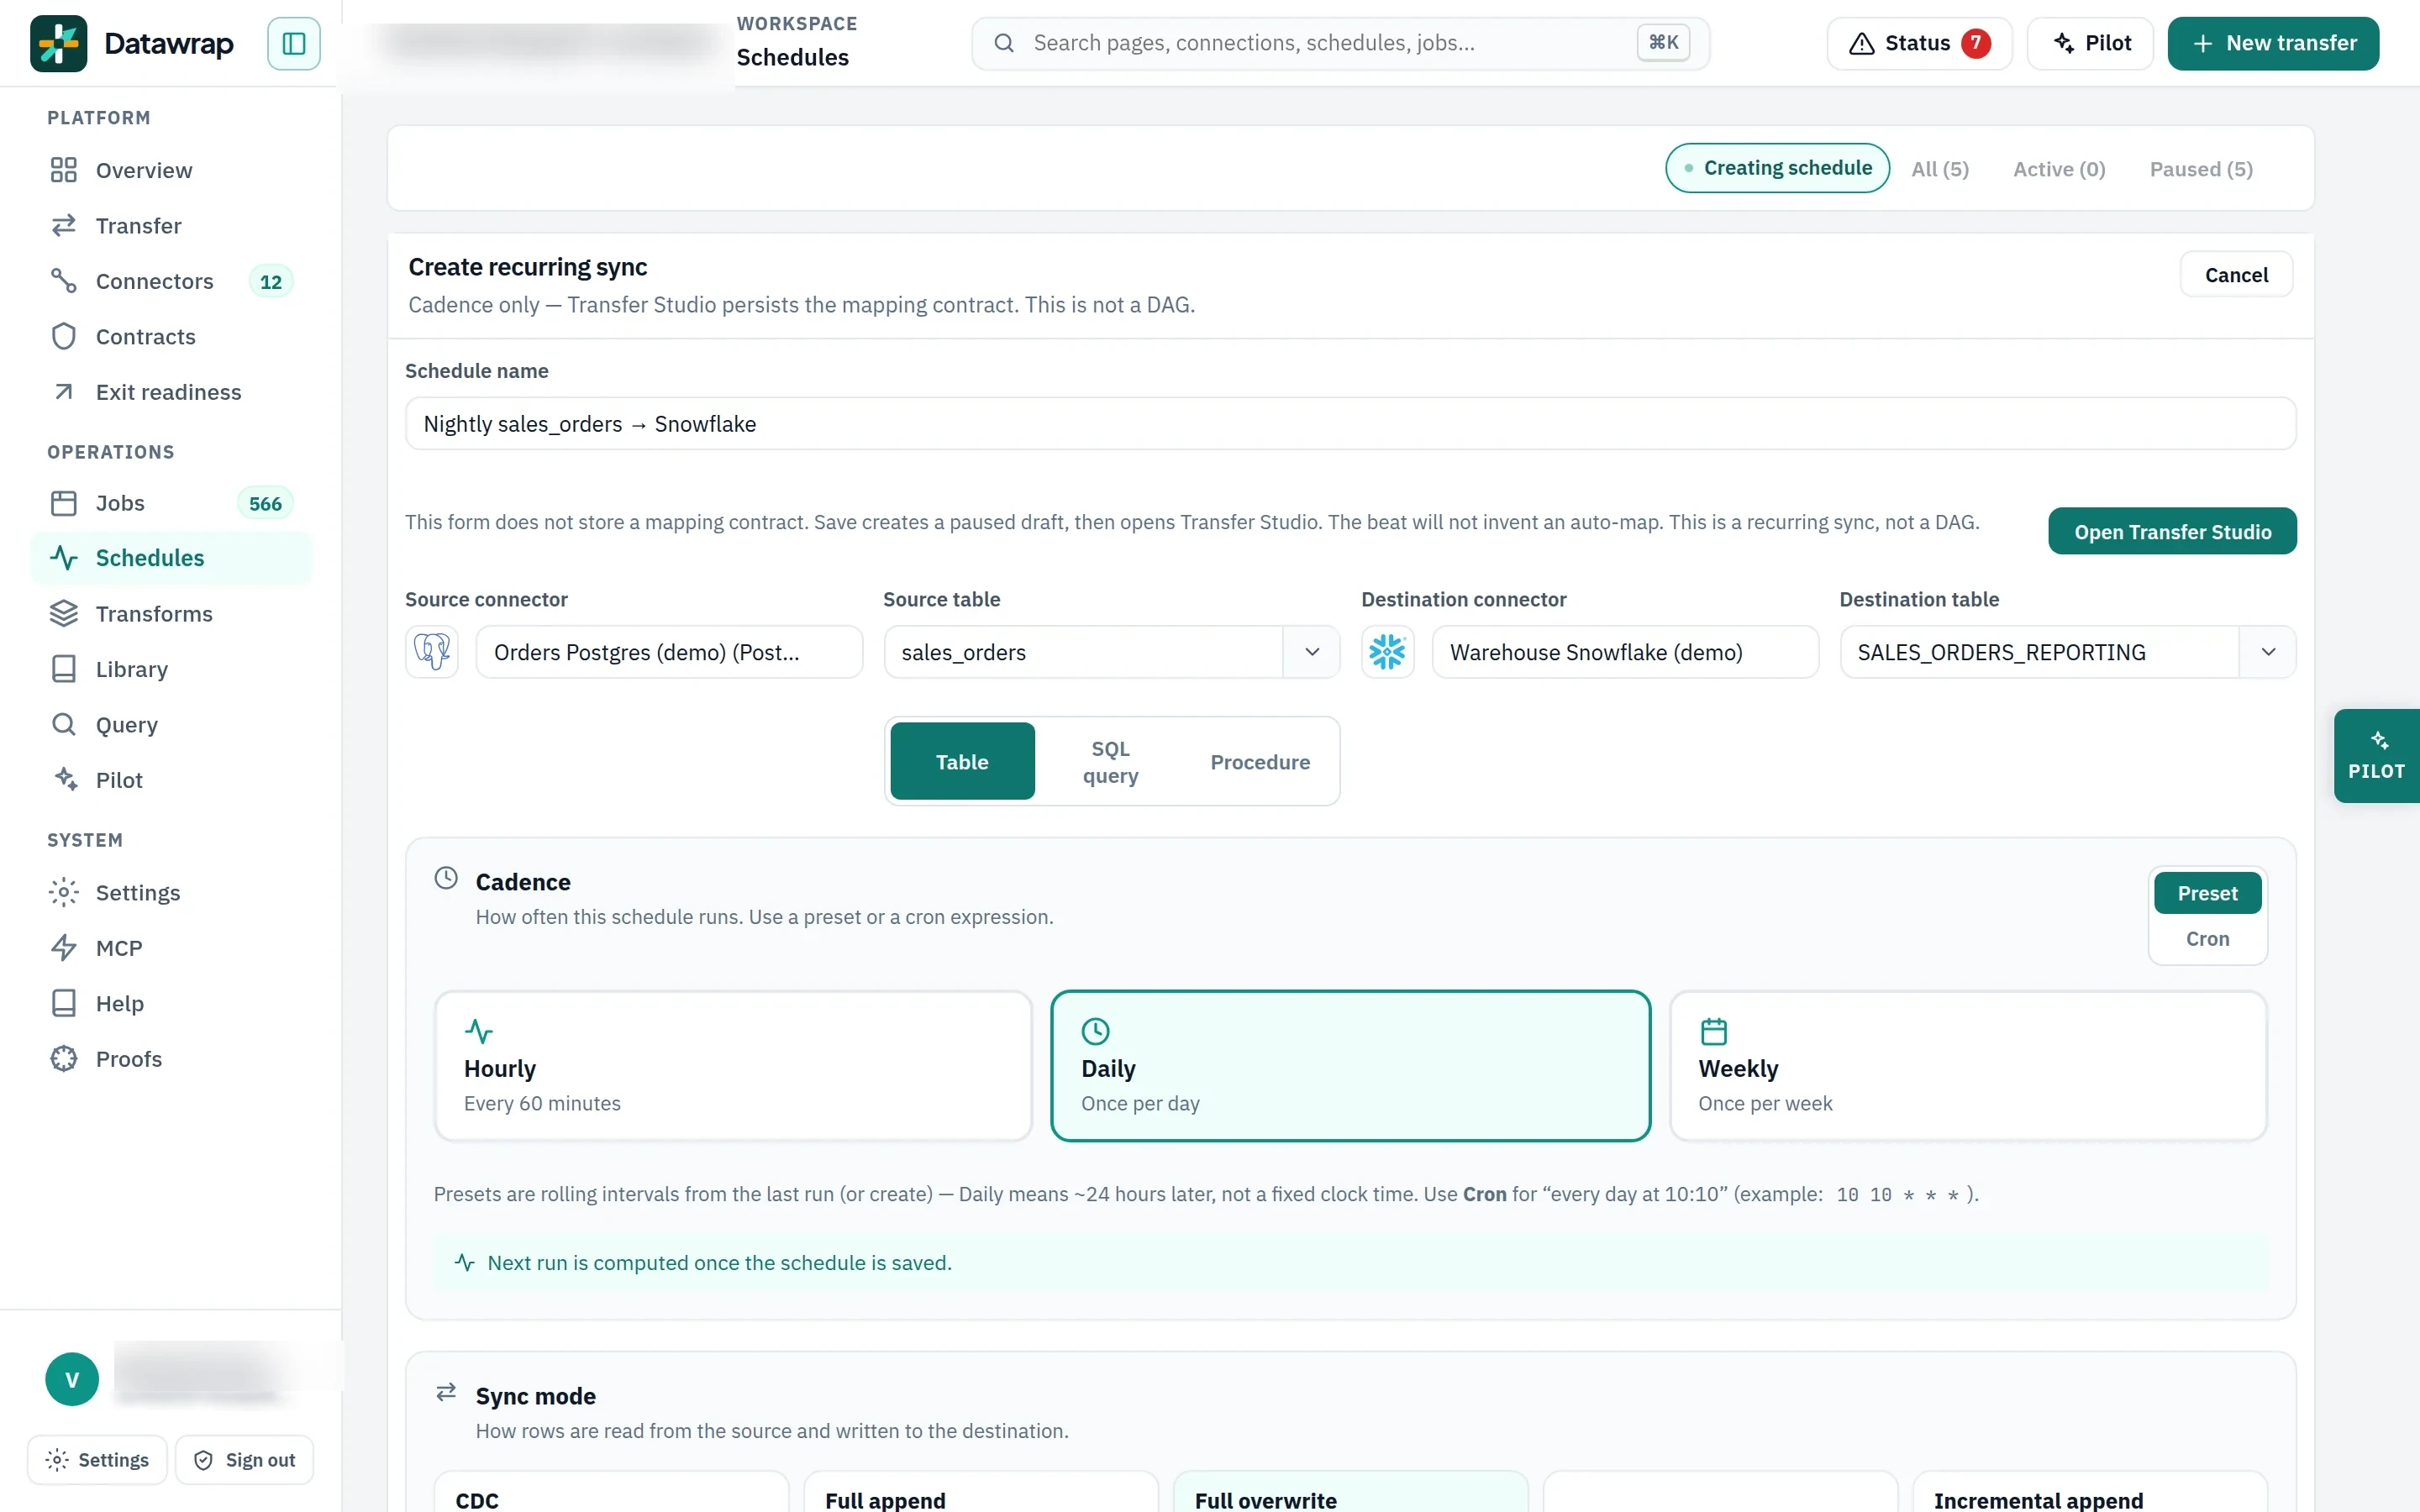 Datawrap
WORKSPACE
Schedules
Search pages, connections, schedules, jobs...
⌘K
Status 7
Pilot
New transfer
PLATFORM
Overview
Transfer
Connectors 12
Contracts
Exit readiness
OPERATIONS
Jobs 566
Schedules
Transforms
Library
Query
Pilot
SYSTEM
Settings
MCP
Help
Proofs
V
Settings
Sign out
Creating schedule
All (5)
Active (0)
Paused (5)
Create recurring sync
Cadence only — Transfer Studio persists the mapping contract. This is not a DAG.
Cancel
Schedule name
Nightly sales_orders → Snowflake
This form does not store a mapping contract. Save creates a paused draft, then opens Transfer Studio. The beat will not invent an auto-map. This is a recurring sync, not a DAG.
Open Transfer Studio
Source connector
Source table
Destination connector
Destination table
Orders Postgres (demo) (Post...
sales_orders
Warehouse Snowflake (demo)
SALES_ORDERS_REPORTING
Table
SQL
query
Procedure
PILOT
Cadence
How often this schedule runs. Use a preset or a cron expression.
Preset
Cron
Hourly
Every 60 minutes
Daily
Once per day
Weekly
Once per week
Presets are rolling intervals from the last run (or create) — Daily means ~24 hours later, not a fixed clock time. Use Cron for “every day at 10:10” (example: 10 10 * * * ).
Next run is computed once the schedule is saved.
Sync mode
How rows are read from the source and written to the destination.
CDC
Full append
Full overwrite
Incremental append